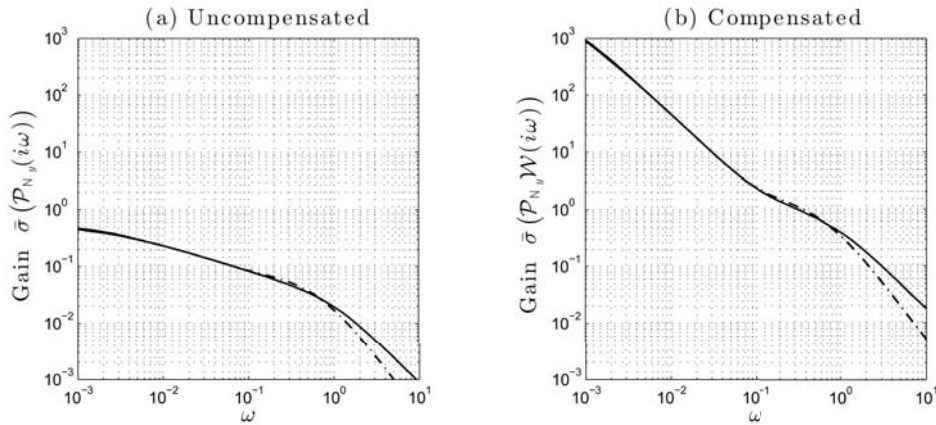 (a) Uncompensated
Gain σ̄ (𝒫_{N_y}(iω))
10³
10²
10¹
10⁰
10⁻¹
10⁻²
10⁻³
10⁻³ 10⁻² 10⁻¹ 10⁰ 10¹
ω
(b) Compensated
Gain σ̄ (𝒫_{N_y}𝒲(iω))
10³
10²
10¹
10⁰
10⁻¹
10⁻²
10⁻³
10⁻³ 10⁻² 10⁻¹ 10⁰ 10¹
ω